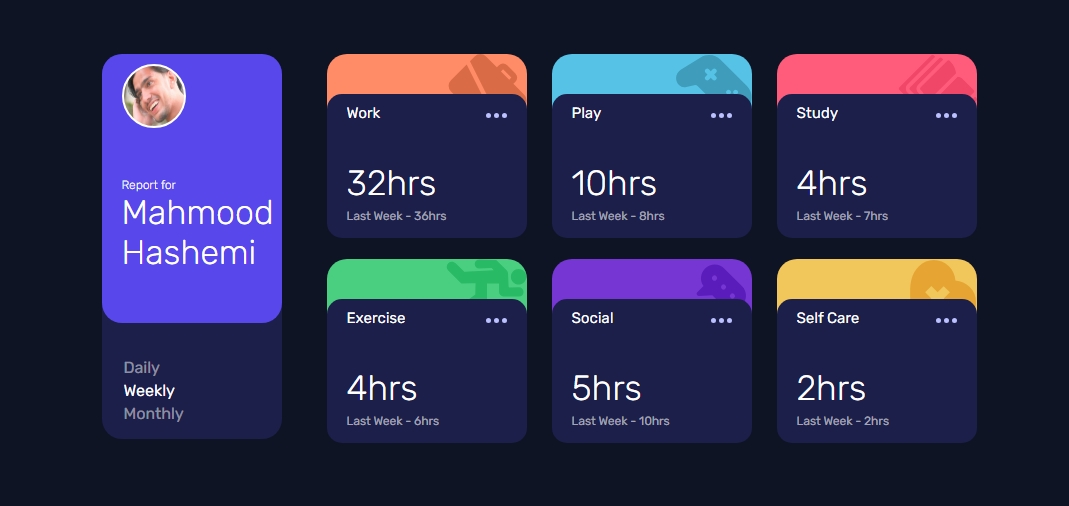 Report for
Mahmood
Hashemi
Daily
Weekly
Monthly
Work
32hrs
Last Week - 36hrs
Play
10hrs
Last Week - 8hrs
Study
4hrs
Last Week - 7hrs
Exercise
4hrs
Last Week - 6hrs
Social
5hrs
Last Week - 10hrs
Self Care
2hrs
Last Week - 2hrs